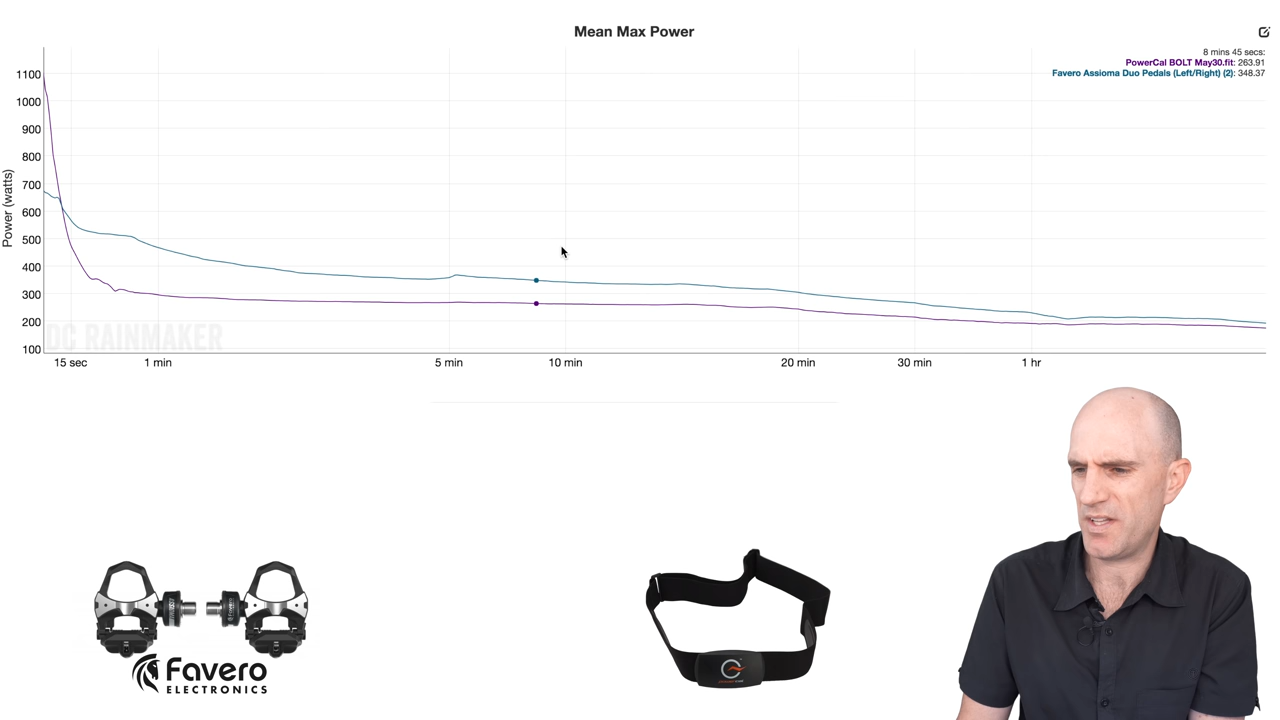 Mean Max Power
8 mins 45 secs:
PowerCal BOLT May30.fit: 263.91
Favero Assioma Duo Pedals (Left/Right) (2): 348.37
Power (watts)
1100
1000
900
800
700
600
500
400
300
200
100
DC RAINMAKER
15 sec 1 min 5 min 10 min 20 min 30 min 1 hr
Favero
ELECTRONICS